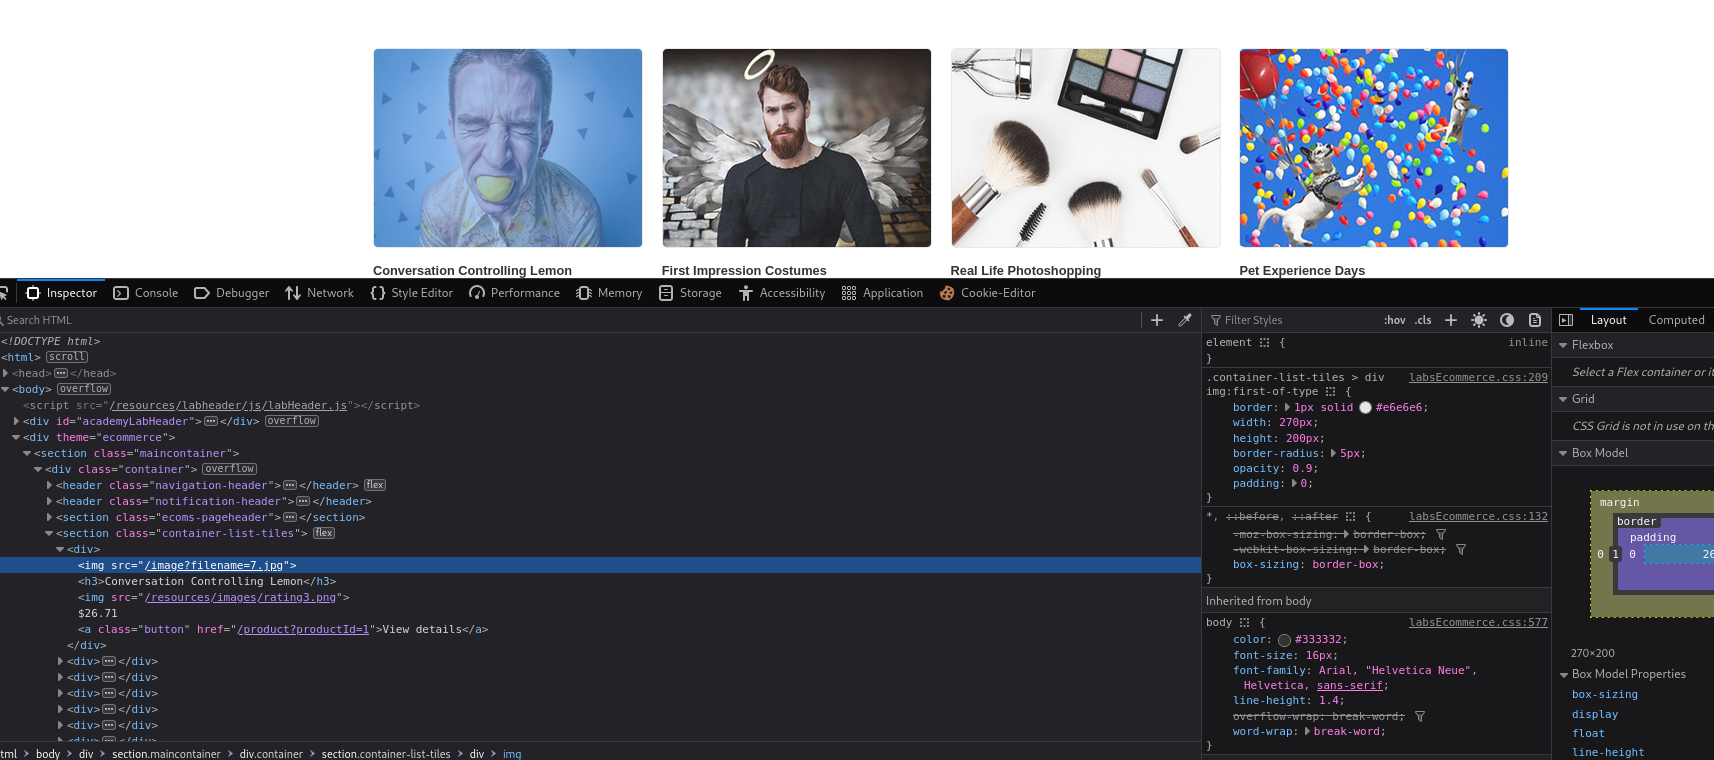 Conversation Controlling Lemon
First Impression Costumes
Real Life Photoshopping
Pet Experience Days
Inspector
Console
Debugger
Network
Style Editor
Performance
Memory
Storage
Accessibility
Application
Cookie-Editor
Search HTML
<!DOCTYPE html>
<html> scroll
<head> ••• </head>
<body> overflow
<script src="/resources/labheader/js/labHeader.js"></script>
<div id="academyLabHeader"> ••• </div> overflow
<div theme="ecommerce">
<section class="maincontainer">
<div class="container"> overflow
<header class="navigation-header"> ••• </header> flex
<header class="notification-header"> ••• </header>
<section class="ecoms-pageheader"> ••• </section>
<section class="container-list-tiles"> flex
<div>
<img src="/image?filename=7.jpg">
<h3>Conversation Controlling Lemon</h3>
<img src="/resources/images/rating3.png">
$26.71
<a class="button" href="/product?productId=1">View details</a>
</div>
<div> ••• </div>
<div> ••• </div>
<div> ••• </div>
<div> ••• </div>
<div> ••• </div>
<div> ••• </div>
tml > body > div > section.maincontainer > div.container > section.container-list-tiles > div > img
Filter Styles
:hov .cls +
element { inline
}
.container-list-tiles > div labsEcommerce.css:209
img:first-of-type {
border: 1px solid #e6e6e6;
width: 270px;
height: 200px;
border-radius: 5px;
opacity: 0.9;
padding: 0;
}
*, ::before, ::after { labsEcommerce.css:132
-moz-box-sizing: border-box;
-webkit-box-sizing: border-box;
box-sizing: border-box;
}
Inherited from body
body { labsEcommerce.css:577
color: #333332;
font-size: 16px;
font-family: Arial, "Helvetica Neue",
Helvetica, sans-serif;
line-height: 1.4;
overflow-wrap: break-word;
word-wrap: break-word;
}
Layout
Computed
Flexbox
Select a Flex container or it
Grid
CSS Grid is not in use on th
Box Model
margin
border
padding
0 1 0 26
270×200
Box Model Properties
box-sizing
display
float
line-height